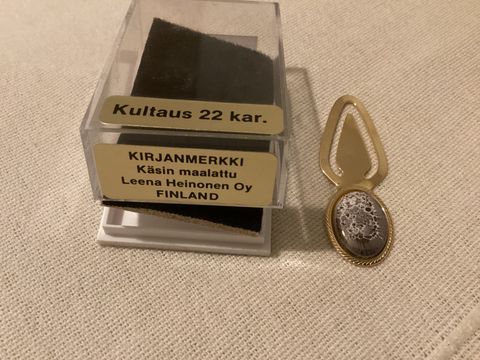 Kultaus 22 kar.
KIRJANMERKKI
Käsin maalattu
Leena Heinonen Oy
FINLAND